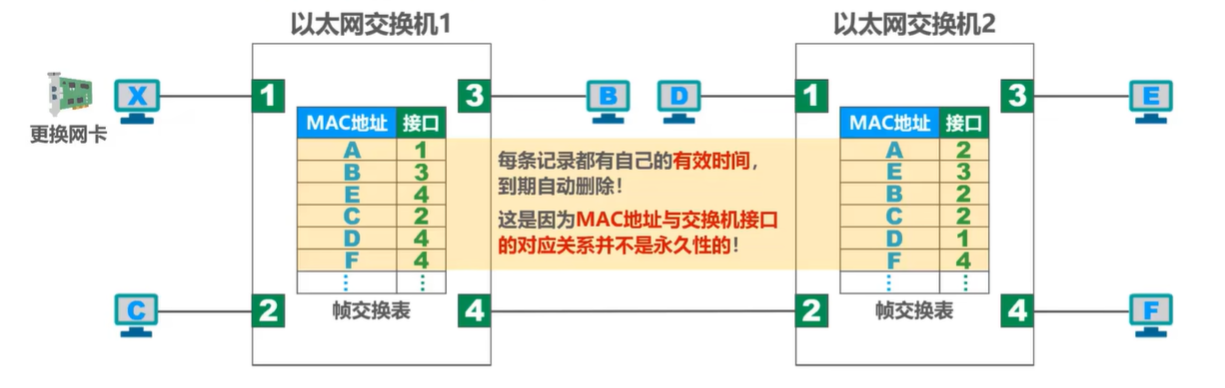 以太网交换机1
以太网交换机2
更换网卡
X
1
3
B
D
1
3
E
MAC地址 接口
A 1
B 3
E 4
C 2
D 4
F 4
⋮ ⋮
帧交换表
每条记录都有自己的有效时间，
到期自动删除！
这是因为MAC地址与交换机接口
的对应关系并不是永久性的！
MAC地址 接口
A 2
E 3
B 2
C 2
D 1
F 4
⋮ ⋮
帧交换表
C
2
4
2
4
F